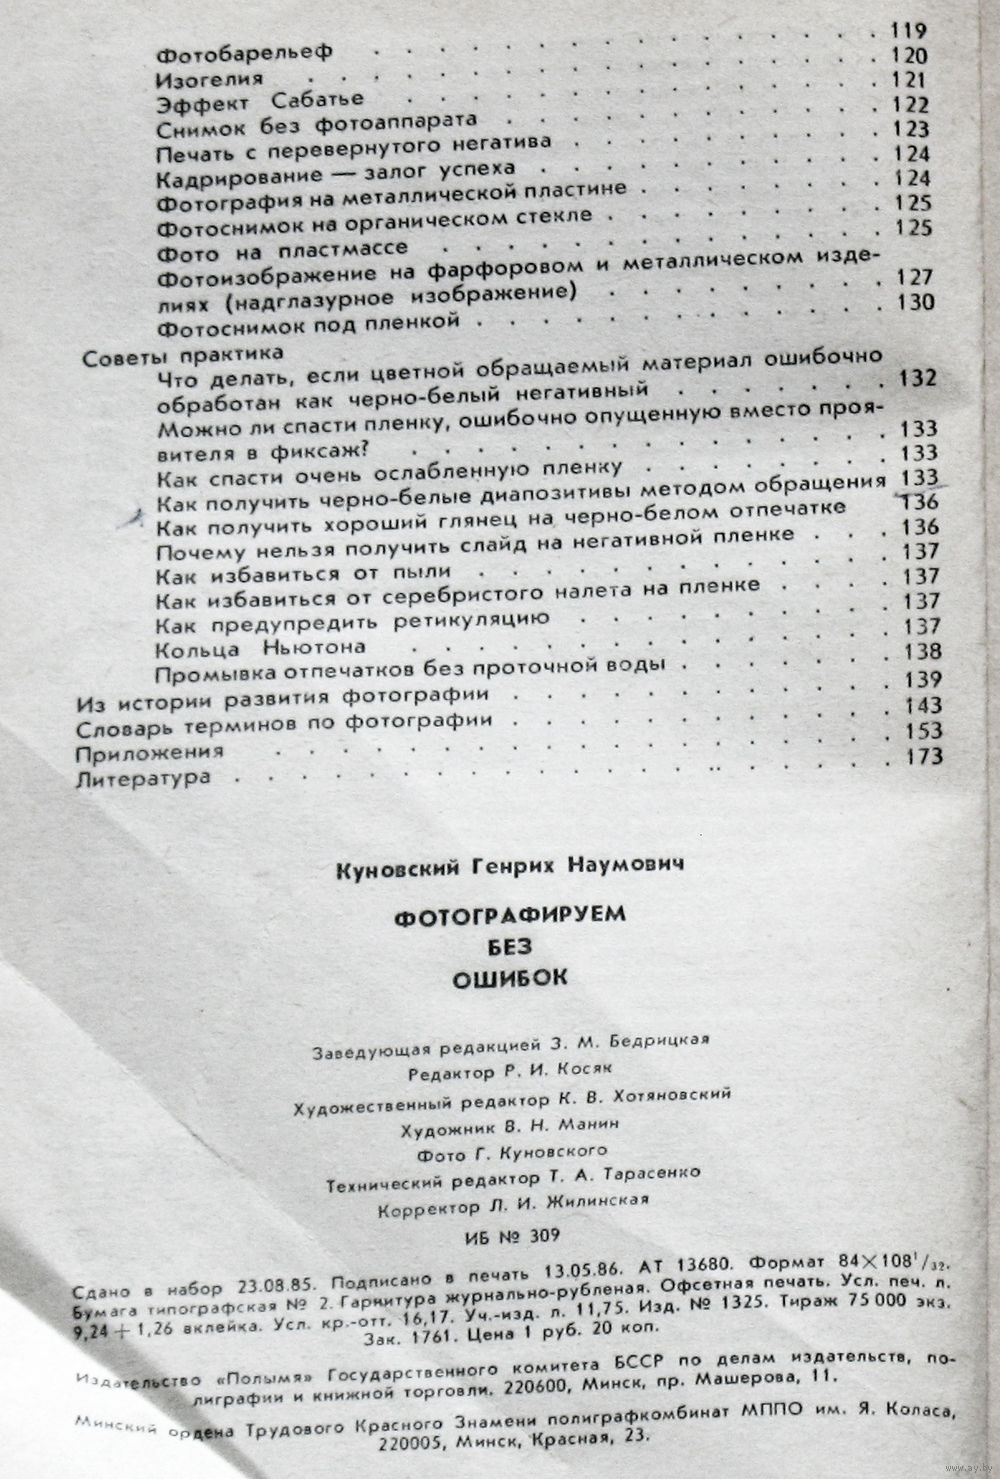 Фотобарельеф . . . . . . . . . . . . . . . . 119
Изогелия . . . . . . . . . . . . . . . . . . 120
Эффект Сабатье . . . . . . . . . . . . . . . 121
Снимок без фотоаппарата . . . . . . . . . . . . 122
Печать с перевернутого негатива . . . . . . . . . . 123
Кадрирование — залог успеха . . . . . . . . . . . 124
Фотография на металлической пластине . . . . . . . . 124
Фотоснимок на органическом стекле . . . . . . . . . 125
Фото на пластмассе . . . . . . . . . . . . . . 125
Фотоизображение на фарфоровом и металлическом изде-
лиях (надглазурное изображение) . . . . . . . . . 127
Фотоснимок под пленкой . . . . . . . . . . . . . 130
Советы практика
Что делать, если цветной обращаемый материал ошибочно
обработан как черно-белый негативный . . . . . . . 132
Можно ли спасти пленку, ошибочно опущенную вместо проя-
вителя в фиксаж? . . . . . . . . . . . . . . . 133
Как спасти очень ослабленную пленку . . . . . . . . 133
Как получить черно-белые диапозитивы методом обращения 133
Как получить хороший глянец на черно-белом отпечатке 136
Почему нельзя получить слайд на негативной пленке . . . 136
Как избавиться от пыли . . . . . . . . . . . . . 137
Как избавиться от серебристого налета на пленке . . . . 137
Как предупредить ретикуляцию . . . . . . . . . . 137
Кольца Ньютона . . . . . . . . . . . . . . . 137
Промывка отпечатков без проточной воды . . . . . . . 138
Из истории развития фотографии . . . . . . . . . . . . 139
Словарь терминов по фотографии . . . . . . . . . . . . 143
Приложения . . . . . . . . . . . . . . . . . . . 153
Литература . . . . . . . . . . . . . . . . . . . . 173
Куновский Генрих Наумович
ФОТОГРАФИРУЕМ
БЕЗ
ОШИБОК
Заведующая редакцией З. М. Бедрицкая
Редактор Р. И. Косяк
Художественный редактор К. В. Хотяновский
Художник В. Н. Манин
Фото Г. Куновского
Технический редактор Т. А. Тарасенко
Корректор Л. И. Жилинская
ИБ № 309
Сдано в набор 23.08.85. Подписано в печать 13.05.86. АТ 13680. Формат 84×108¹/₃₂.
Бумага типографская № 2. Гарнитура журнально-рубленая. Офсетная печать. Усл. печ. л.
9,24+1,26 вклейка. Усл. кр.-отт. 16,17. Уч.-изд. л. 11,75. Изд. № 1325. Тираж 75 000 экз.
Зак. 1761. Цена 1 руб. 20 коп.
Издательство «Полымя» Государственного комитета БССР по делам издательств, по-
лиграфии и книжной торговли. 220600, Минск, пр. Машерова, 11.
Минский ордена Трудового Красного Знамени полиграфкомбинат МППО им. Я. Коласа,
220005, Минск, Красная, 23.
www.ay.by